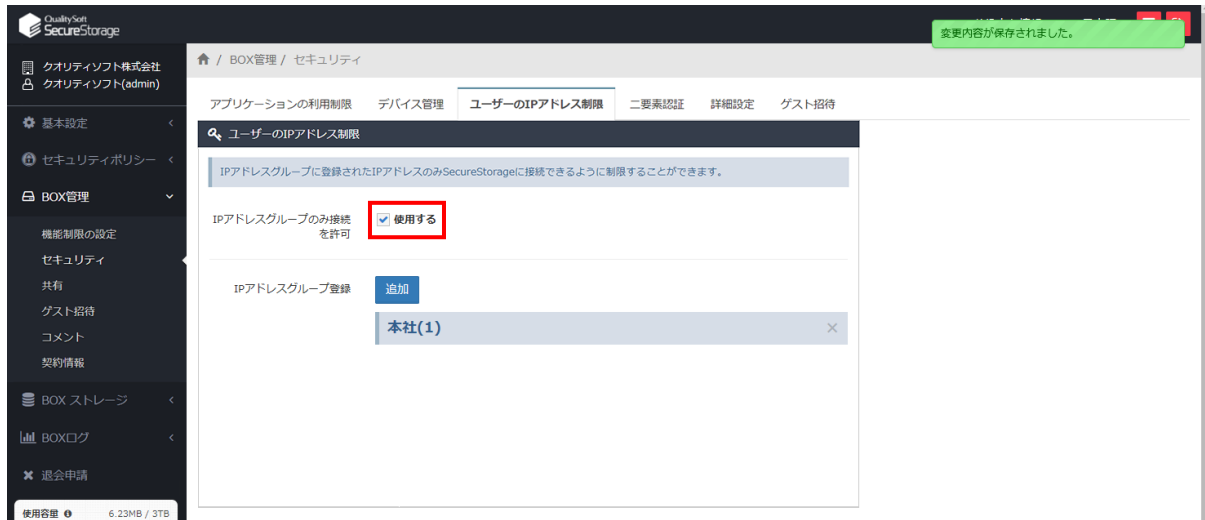 QualitySoft
SecureStorage
変更内容が保存されました。
クオリティソフト株式会社
クオリティソフト(admin)
/ BOX管理 / セキュリティ
アプリケーションの利用制限 デバイス管理 ユーザーのIPアドレス制限 二要素認証 詳細設定 ゲスト招待
基本設定
セキュリティポリシー
BOX管理
機能制限の設定
セキュリティ
共有
ゲスト招待
コメント
契約情報
BOX ストレージ
BOXログ
退会申請
使用容量 6.23MB / 3TB
ユーザーのIPアドレス制限
IPアドレスグループに登録されたIPアドレスのみSecureStorageに接続できるように制限することができます。
IPアドレスグループのみ接続
を許可
使用する
IPアドレスグループ登録 追加
本社(1) ×